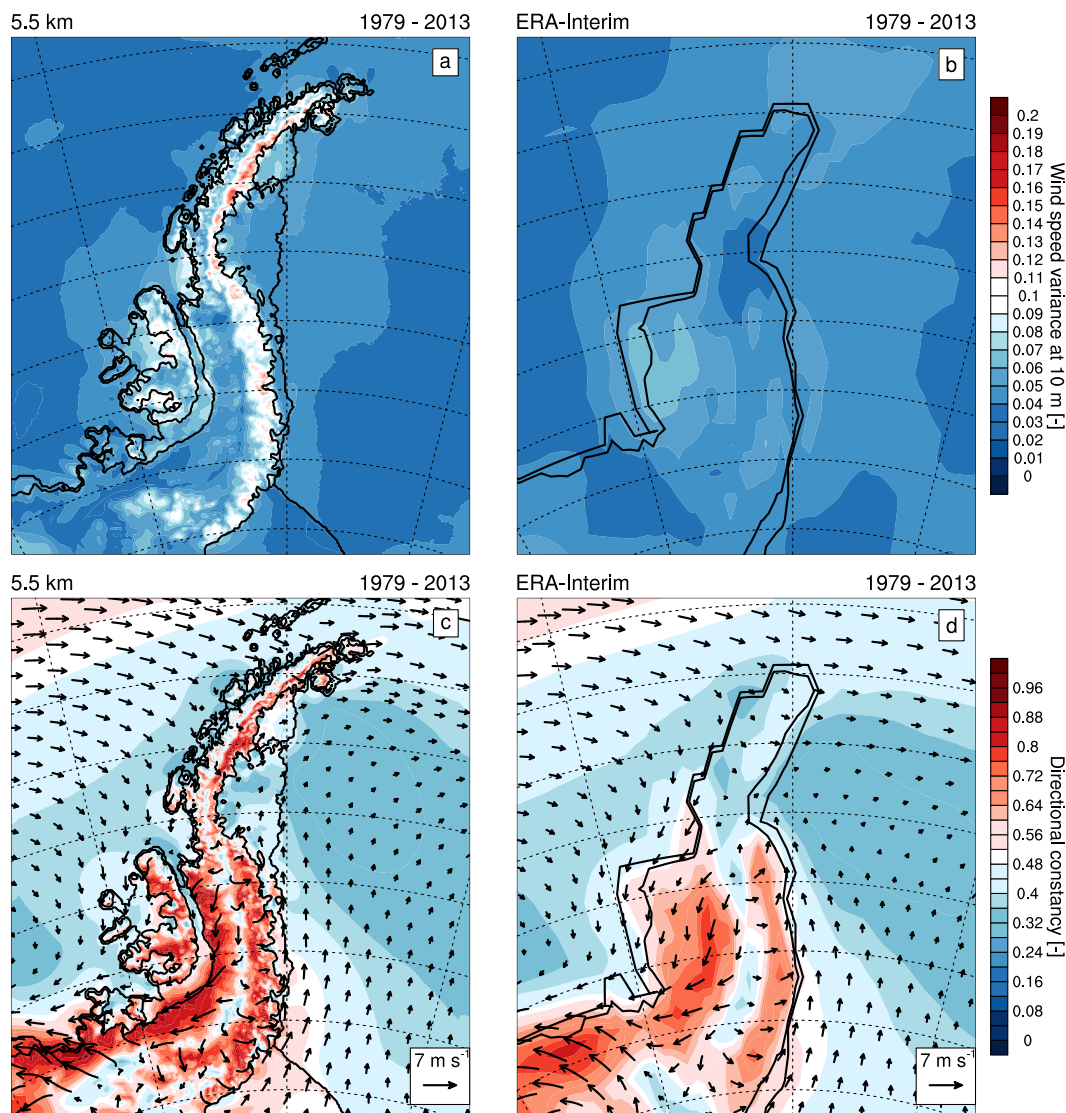 5.5 km 1979 - 2013
ERA-Interim 1979 - 2013
a
b
0.2
0.19
0.18
0.17
0.16
0.15
0.14
0.13
0.12
0.11
0.1
0.09
0.08
0.07
0.06
0.05
0.04
0.03
0.02
0.01
0
Wind speed variance at 10 m [-]
5.5 km 1979 - 2013
ERA-Interim 1979 - 2013
c
d
0.96
0.88
0.8
0.72
0.64
0.56
0.48
0.4
0.32
0.24
0.16
0.08
0
Directional constancy [-]
7 m s⁻¹
7 m s⁻¹